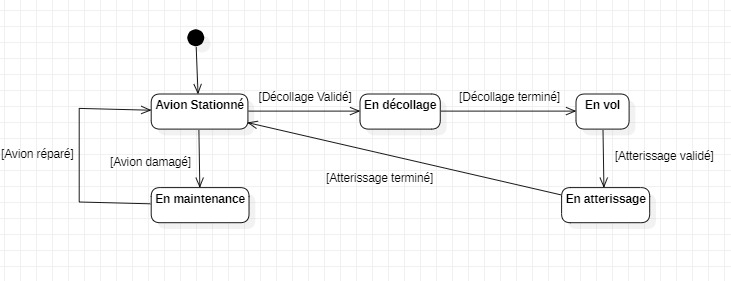 Avion Stationné
[Décollage Validé]
En décollage
[Décollage terminé]
En vol
[Avion réparé]
[Avion damagé]
[Atterissage terminé]
[Atterissage validé]
En maintenance
En atterissage